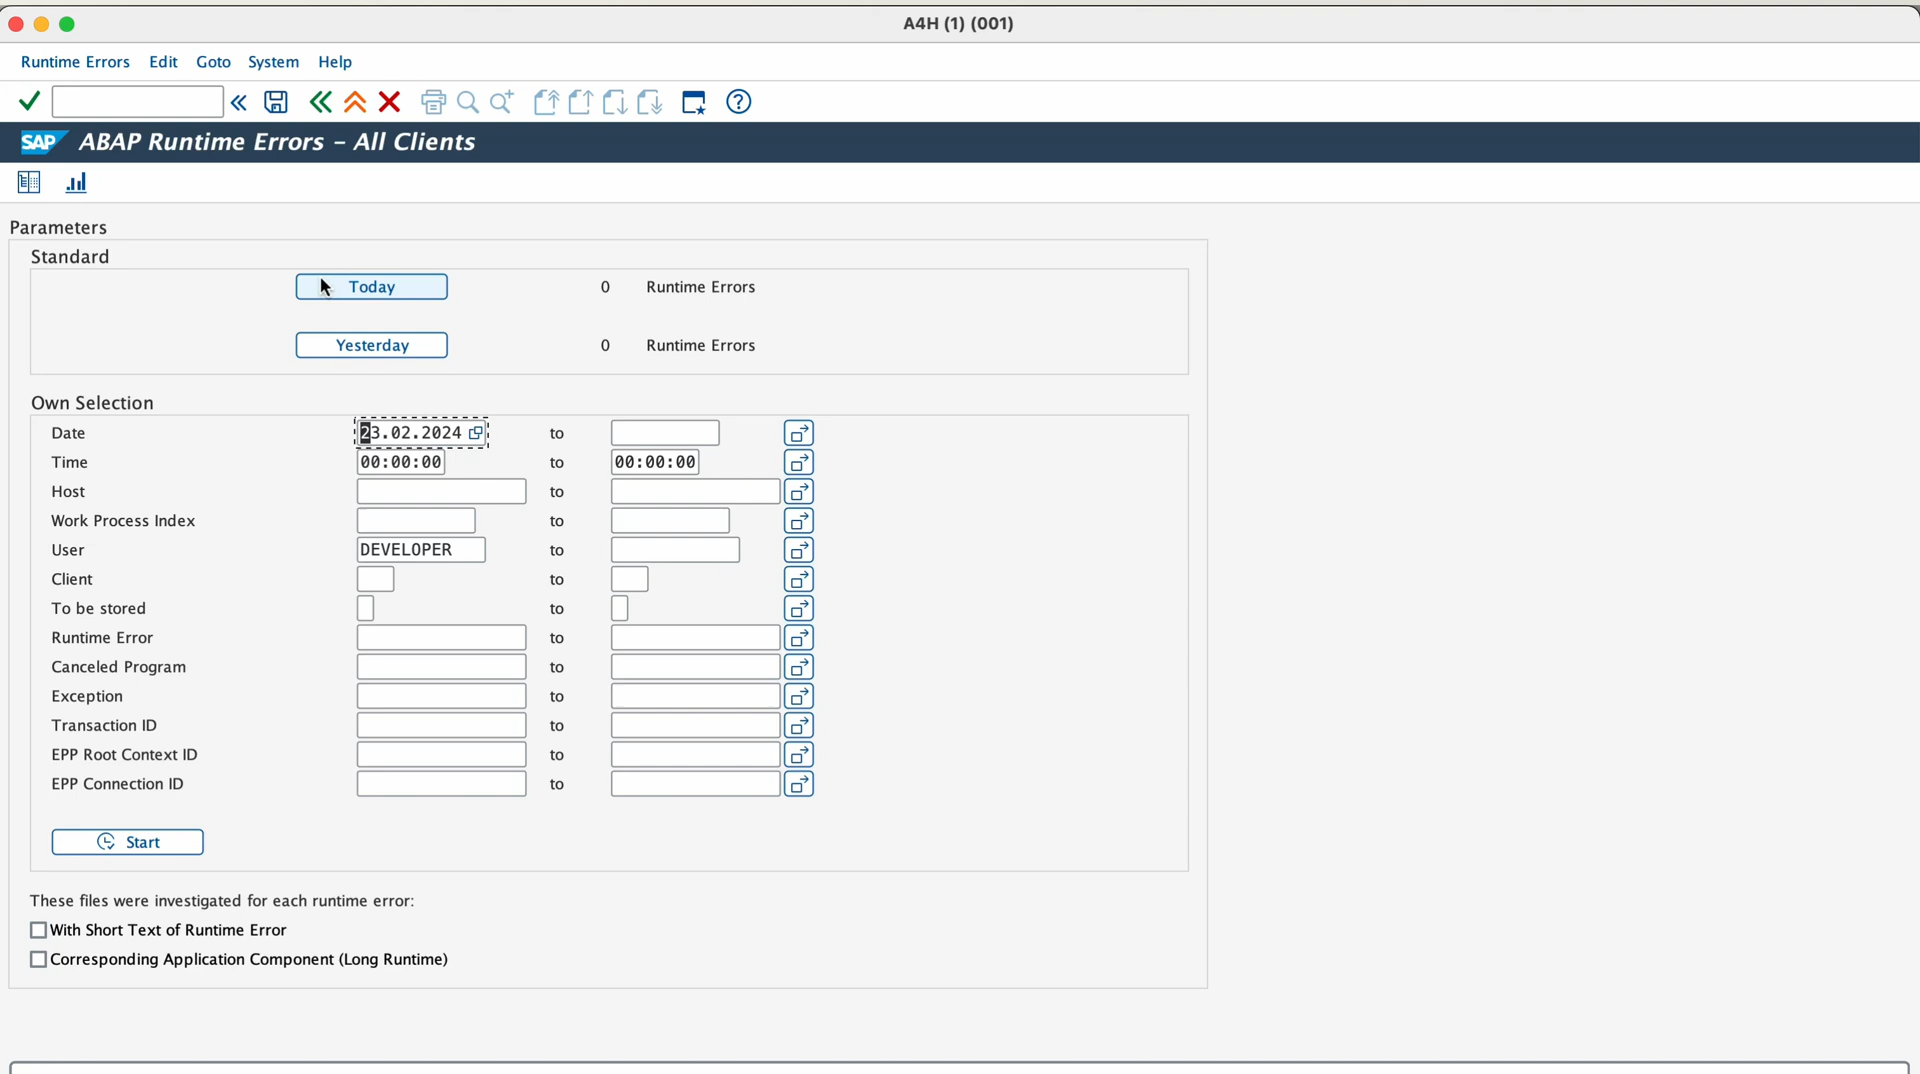 A4H (1) (001)
Runtime Errors Edit Goto System Help
SAP ABAP Runtime Errors – All Clients
Parameters
Standard
Today 0 Runtime Errors
Yesterday 0 Runtime Errors
Own Selection
Date 23.02.2024 to
Time 00:00:00 to 00:00:00
Host to
Work Process Index to
User DEVELOPER to
Client to
To be stored to
Runtime Error to
Canceled Program to
Exception to
Transaction ID to
EPP Root Context ID to
EPP Connection ID to
Start
These files were investigated for each runtime error:
With Short Text of Runtime Error
Corresponding Application Component (Long Runtime)